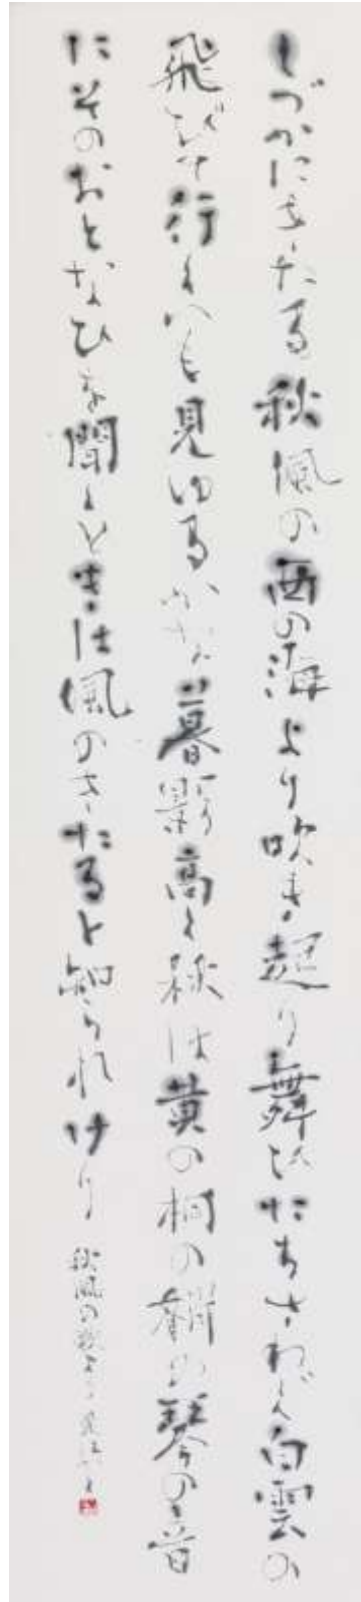 しづかにきたる秋風の西の海より吹き起り舞ひたちさわぐ白雲の
飛びて行くへも見ゆるかな暮影高く秋は黄の桐の梢の琴の音
にそのおとなひを聞くときは風のきたると知られけり
秋風の歌より